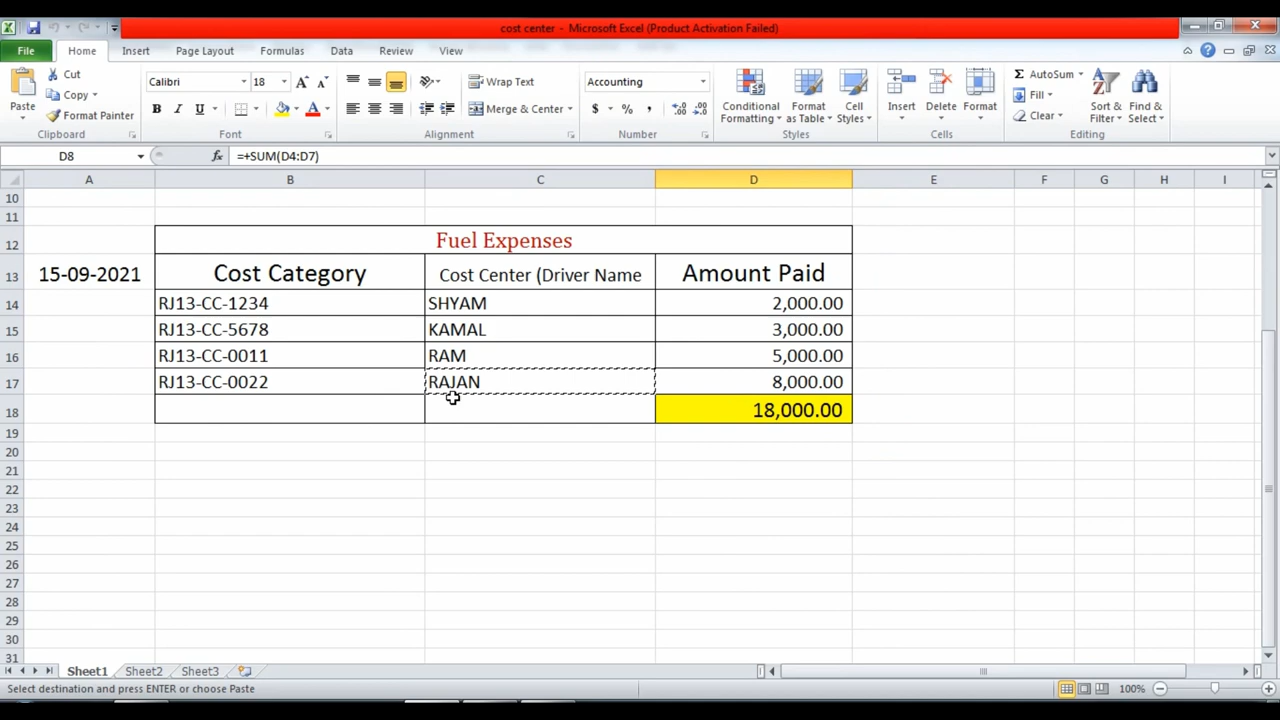 cost center - Microsoft Excel (Product Activation Failed)
File Home Insert Page Layout Formulas Data Review View
Paste Cut Copy Format Painter
Calibri 18 A A
B I U A
Wrap Text
Merge & Center
Accounting
$ % ,
Conditional Formatting Format as Table Cell Styles
Insert Delete Format
Σ AutoSum Fill Clear
Sort & Filter Find & Select
Clipboard Font Alignment Number Styles Cells Editing
D8 fx =+SUM(D4:D7)
A B C D E F G H I
10
11
12 Fuel Expenses
13 15-09-2021 Cost Category Cost Center (Driver Name Amount Paid
14 RJ13-CC-1234 SHYAM 2,000.00
15 RJ13-CC-5678 KAMAL 3,000.00
16 RJ13-CC-0011 RAM 5,000.00
17 RJ13-CC-0022 RAJAN 8,000.00
18 18,000.00
19
20
21
22
23
24
25
26
27
28
29
30
31
Sheet1 Sheet2 Sheet3
Select destination and press ENTER or choose Paste 100%